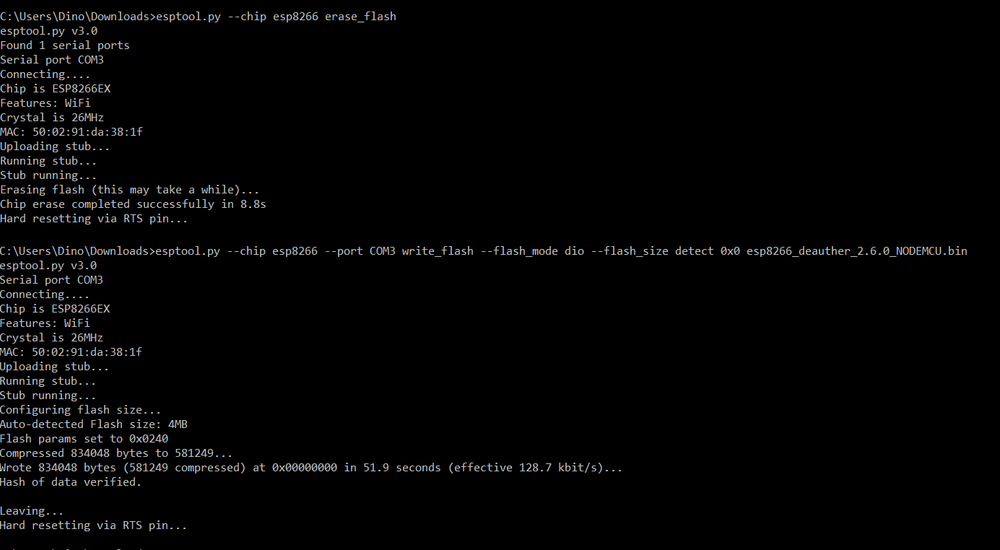 C:\Users\Dino\Downloads>esptool.py --chip esp8266 erase_flash
esptool.py v3.0
Found 1 serial ports
Serial port COM3
Connecting....
Chip is ESP8266EX
Features: WiFi
Crystal is 26MHz
MAC: 50:02:91:da:38:1f
Uploading stub...
Running stub...
Stub running...
Erasing flash (this may take a while)...
Chip erase completed successfully in 8.8s
Hard resetting via RTS pin...
C:\Users\Dino\Downloads>esptool.py --chip esp8266 --port COM3 write_flash --flash_mode dio --flash_size detect 0x0 esp8266_deauther_2.6.0_NODEMCU.bin
esptool.py v3.0
Serial port COM3
Connecting....
Chip is ESP8266EX
Features: WiFi
Crystal is 26MHz
MAC: 50:02:91:da:38:1f
Uploading stub...
Running stub...
Stub running...
Configuring flash size...
Auto-detected Flash size: 4MB
Flash params set to 0x0240
Compressed 834048 bytes to 581249...
Wrote 834048 bytes (581249 compressed) at 0x00000000 in 51.9 seconds (effective 128.7 kbit/s)...
Hash of data verified.
Leaving...
Hard resetting via RTS pin...